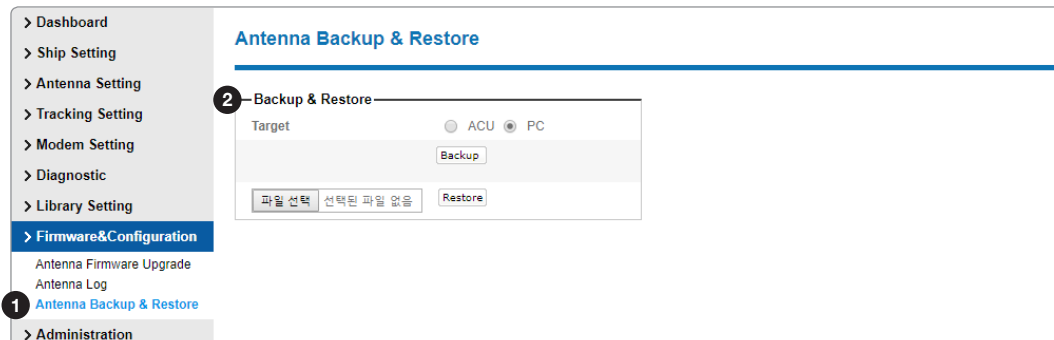 > Dashboard
> Ship Setting
> Antenna Setting
> Tracking Setting
> Modem Setting
> Diagnostic
> Library Setting
> Firmware&Configuration
Antenna Firmware Upgrade
Antenna Log
1 Antenna Backup & Restore
> Administration
Antenna Backup & Restore
2 Backup & Restore
Target ACU PC
Backup
파일 선택 선택된 파일 없음 Restore